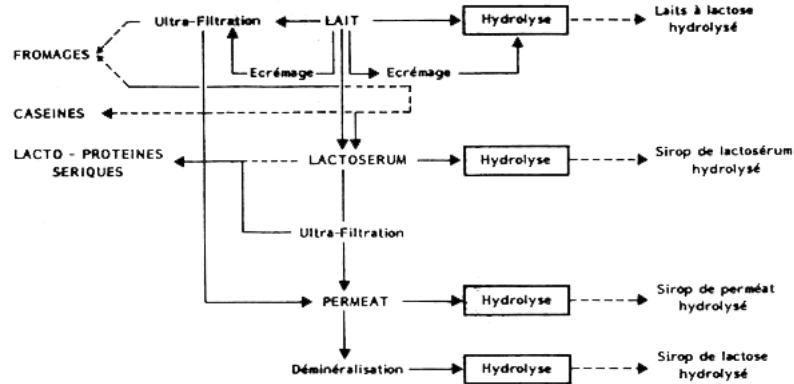 Ultra-Filtration
LAIT
Hydrolyse
Laits à lactose
hydrolysé
FROMAGES
Ecrémage
Ecrémage
CASEINES
LACTO - PROTEINES
SERIQUES
LACTOSERUM
Hydrolyse
Sirop de lactosérum
hydrolysé
Ultra-Filtration
PERMEAT
Hydrolyse
Sirop de perméat
hydrolysé
Déminéralisation
Hydrolyse
Sirop de lactose
hydrolysé